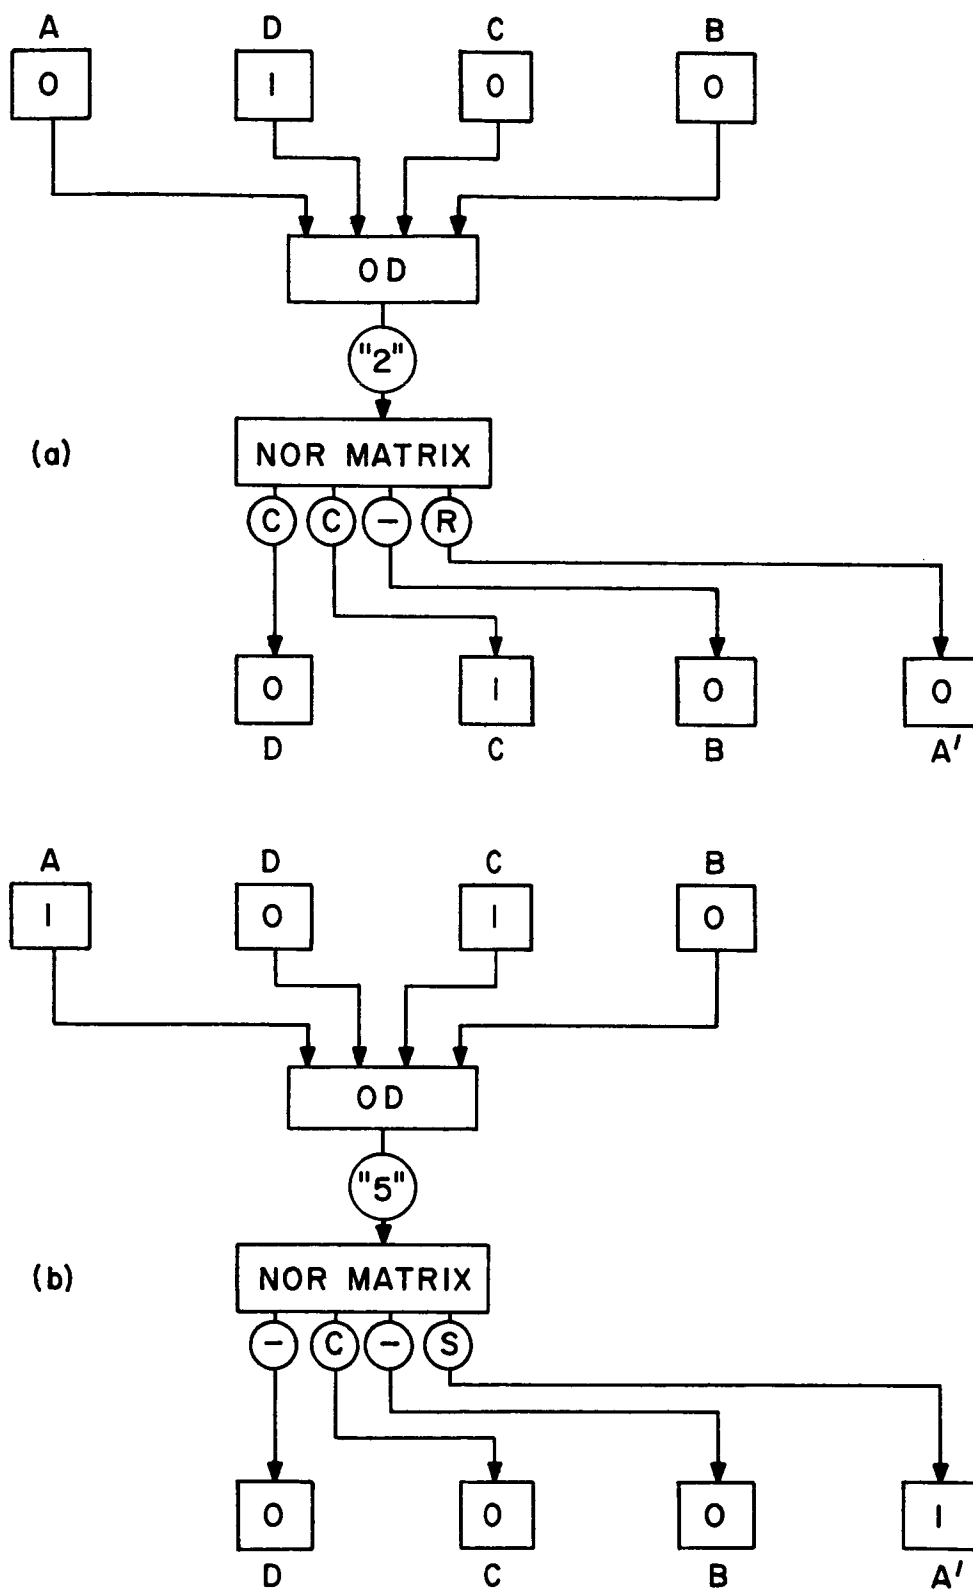 A D C B
0 1 0 0
OD
"2"
(a) NOR MATRIX
C C – R
0 1 0 0
D C B A'
A D C B
1 0 1 0
OD
"5"
(b) NOR MATRIX
– C – S
0 0 0 1
D C B A'